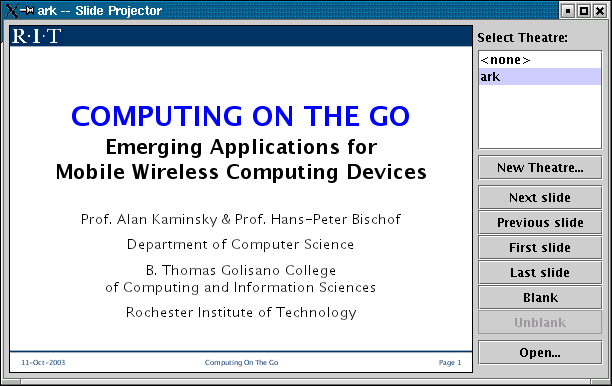 ark -- Slide Projector
R·I·T
COMPUTING ON THE GO
Emerging Applications for
Mobile Wireless Computing Devices
Prof. Alan Kaminsky & Prof. Hans-Peter Bischof
Department of Computer Science
B. Thomas Golisano College
of Computing and Information Sciences
Rochester Institute of Technology
11-Oct-2003 Computing On The Go Page 1
Select Theatre:
<none>
ark
New Theatre...
Next slide
Previous slide
First slide
Last slide
Blank
Unblank
Open...